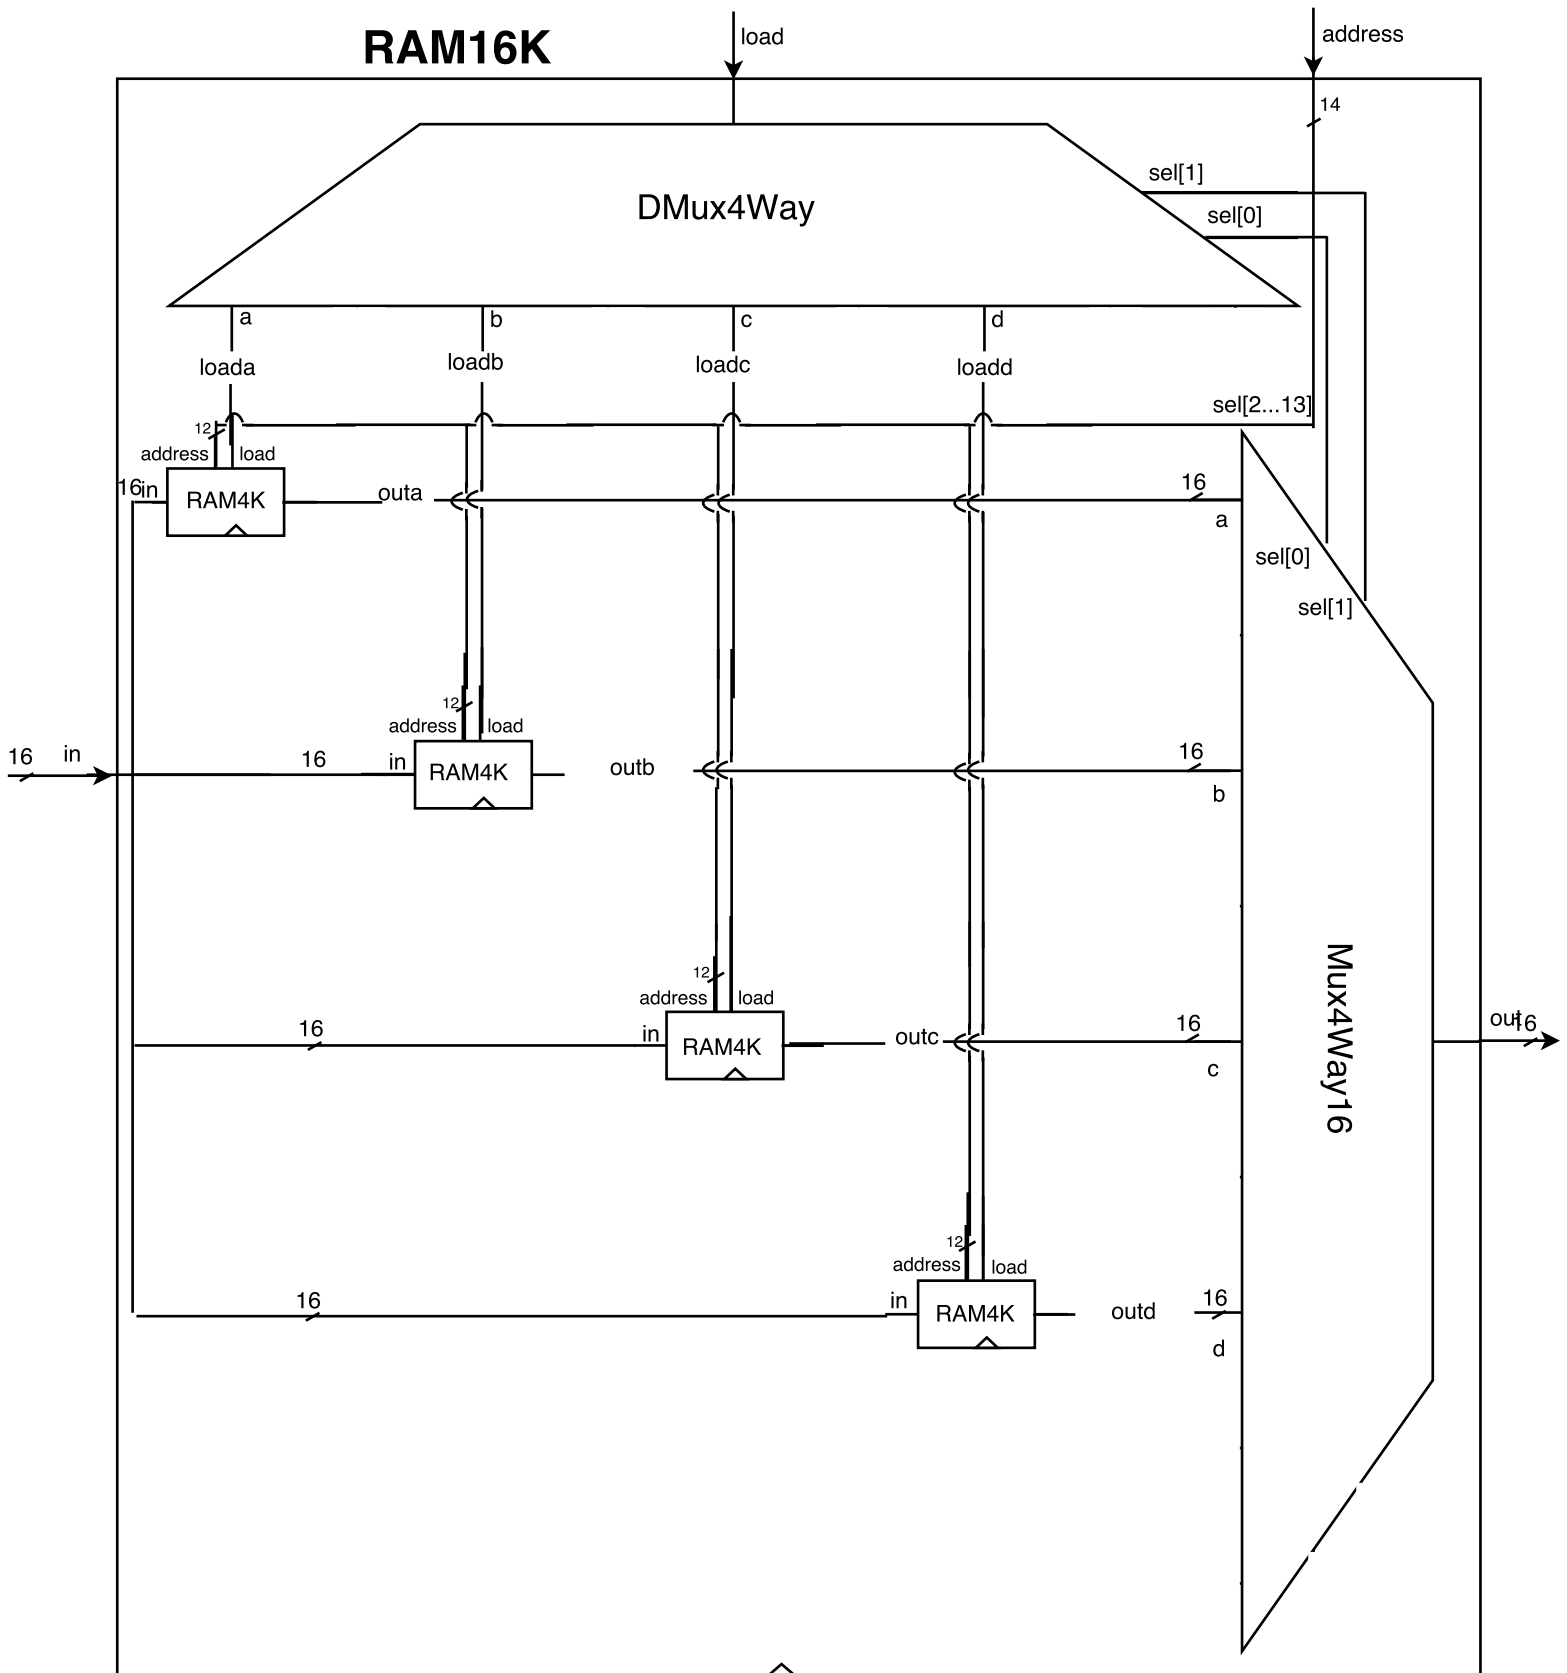 RAM16K
load
address
14
sel[1]
DMux4Way
sel[0]
a
b
c
d
loada
loadb
loadc
loadd
sel[2...13]
12
address
load
16
in
RAM4K
outa
16
a
sel[0]
sel[1]
12
address
load
16
in
16
in
RAM4K
outb
16
b
12
address
load
16
in
RAM4K
outc
16
c
Mux4Way16
out
16
12
address
load
16
in
RAM4K
outd
16
d